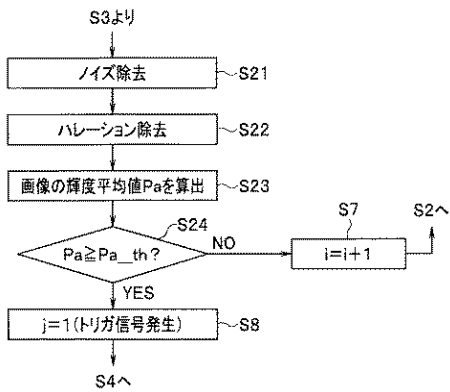 S3より
ノイズ除去
S21
ハレーション除去
S22
画像の輝度平均値Paを算出
S23
S24
Pa≧Pa__th?
NO
S7
i=i+1
S2へ
YES
j=1(トリガ信号発生)
S8
S4へ